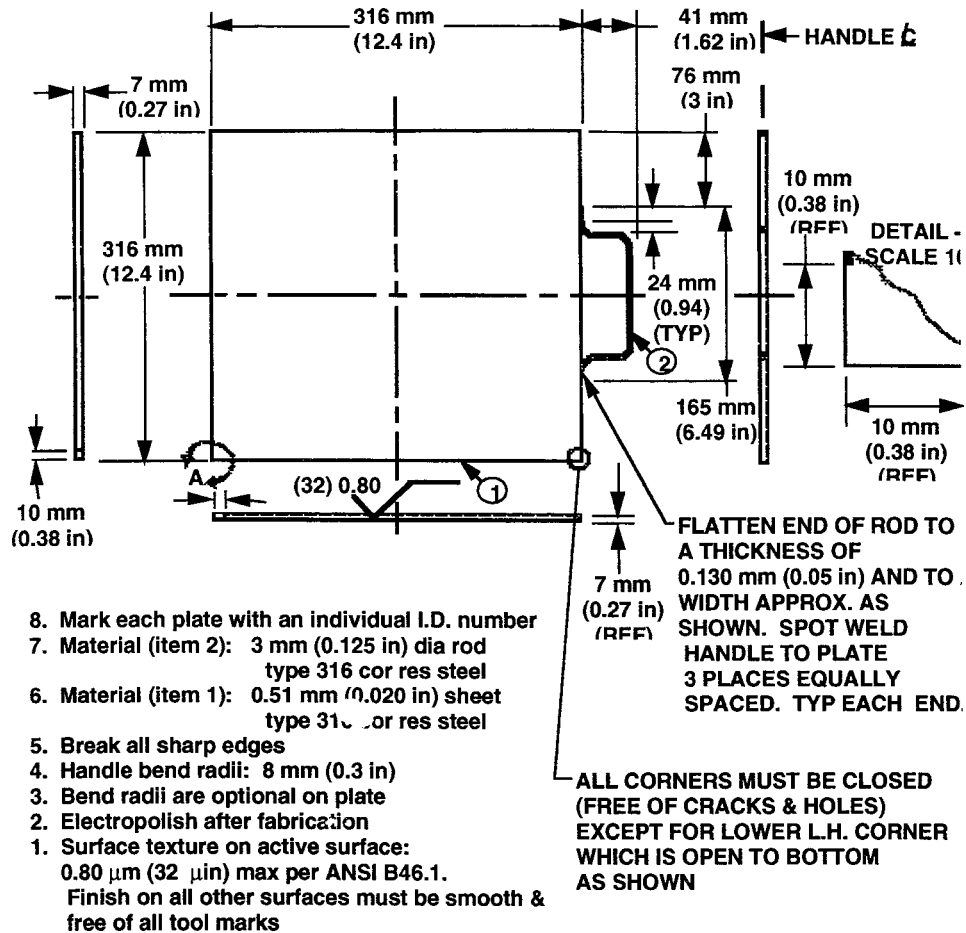 316 mm
(12.4 in)
41 mm
(1.62 in)
HANDLE
7 mm
(0.27 in)
76 mm
(3 in)
10 mm
(0.38 in)
(REF)
DETAIL -
SCALE
316 mm
(12.4 in)
24 mm
(0.94)
(TYP)
2
165 mm
(6.49 in)
10 mm
(0.38 in)
(REF)
A
(32) 0.80
1
10 mm
(0.38 in)
7 mm
(0.27 in)
(REF)
FLATTEN END OF ROD TO
A THICKNESS OF
0.130 mm (0.05 in) AND TO
WIDTH APPROX. AS
SHOWN. SPOT WELD
HANDLE TO PLATE
3 PLACES EQUALLY
SPACED. TYP EACH END.
8. Mark each plate with an individual I.D. number
7. Material (item 2): 3 mm (0.125 in) dia rod
type 316 cor res steel
6. Material (item 1): 0.51 mm (0.020 in) sheet
type res steel
5. Break all sharp edges
4. Handle bend radii: 8 mm (0.3 in)
3. Bend radii are optional on plate
2. Electropolish after fabrication
1. Surface texture on active surface:
0.80 µm (32 µin) max per ANSI B46.1.
Finish on all other surfaces must be smooth &
free of all tool marks
ALL CORNERS MUST BE CLOSED
(FREE OF CRACKS & HOLES)
EXCEPT FOR LOWER L.H. CORNER
WHICH IS OPEN TO BOTTOM
AS SHOWN